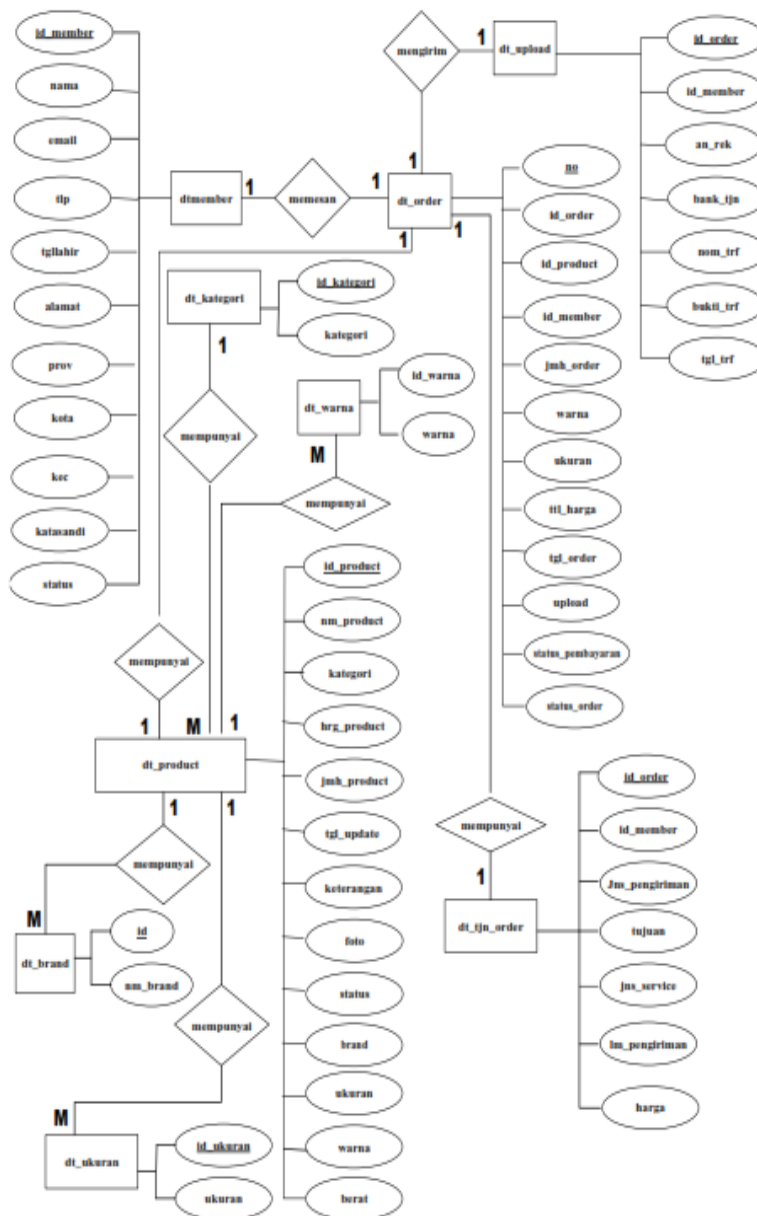 id_member
nama
email
tlp
tgllahir
alamat
prov
kota
kec
katasandi
status
dtmember
1
memesan
1
dt_order
1
mengirim
1
dt_upload
id_order
id_member
an_rek
bank_tjn
nom_trf
bukti_trf
tgl_trf
1
1
no
id_order
id_product
id_member
jmh_order
warna
ukuran
ttl_harga
tgl_order
upload
status_pembayaran
status_order
dt_kategori
id_kategori
kategori
1
mempunyai
M
dt_warna
id_warna
warna
M
mempunyai
1
mempunyai
1
dt_product
id_product
nm_product
kategori
hrg_product
jmh_product
tgl_update
keterangan
foto
status
brand
ukuran
warna
berat
1
mempunyai
M
dt_brand
id
nm_brand
1
mempunyai
M
dt_ukuran
id_ukuran
ukuran
mempunyai
1
dt_tjn_order
id_order
id_member
Jns_pengiriman
tujuan
jns_service
lm_pengiriman
harga